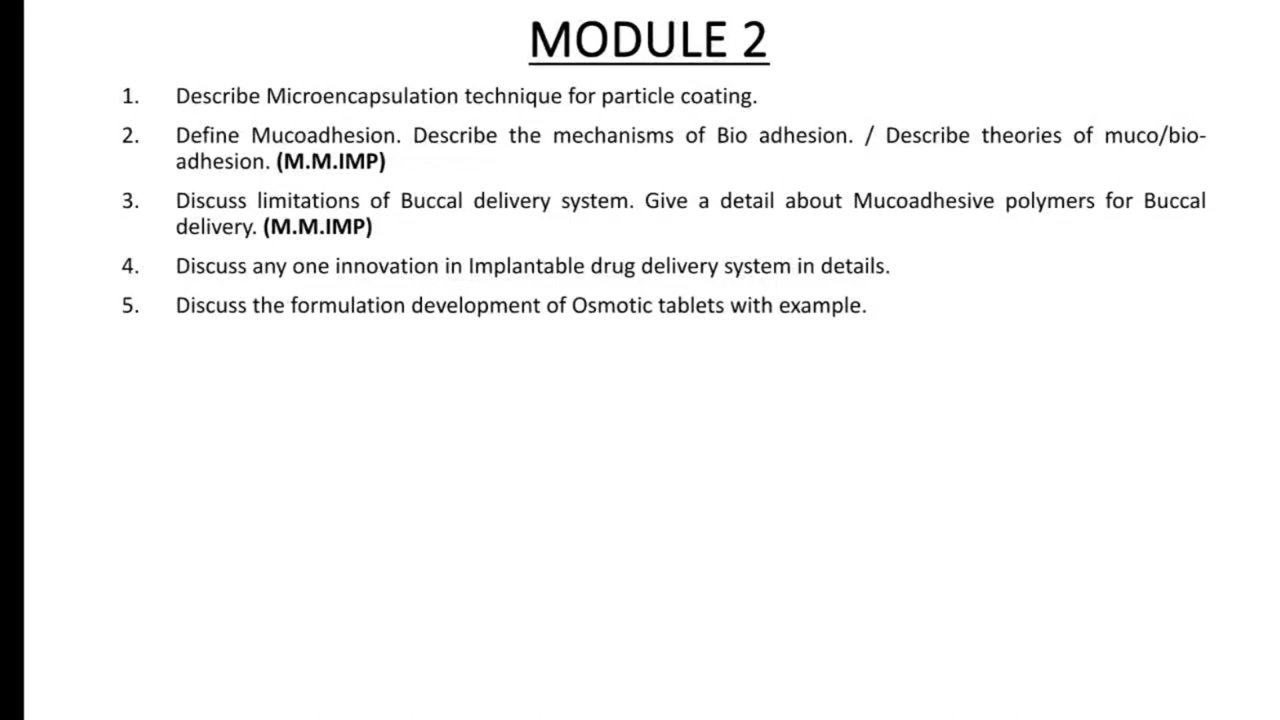 MODULE 2
1. Describe Microencapsulation technique for particle coating.
2. Define Mucoadhesion. Describe the mechanisms of Bio adhesion. / Describe theories of muco/bio-
adhesion. (M.M.IMP)
3. Discuss limitations of Buccal delivery system. Give a detail about Mucoadhesive polymers for Buccal
delivery. (M.M.IMP)
4. Discuss any one innovation in Implantable drug delivery system in details.
5. Discuss the formulation development of Osmotic tablets with example.